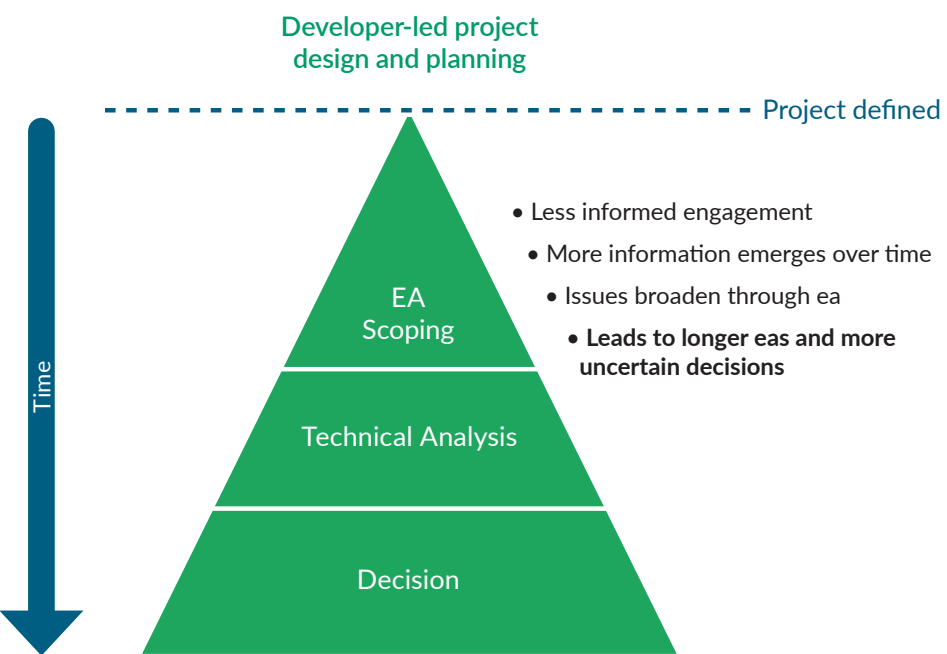 Developer-led project
design and planning
Project defined
• Less informed engagement
• More information emerges over time
• Issues broaden through ea
• Leads to longer eas and more
uncertain decisions
EA
Scoping
Time
Technical Analysis
Decision